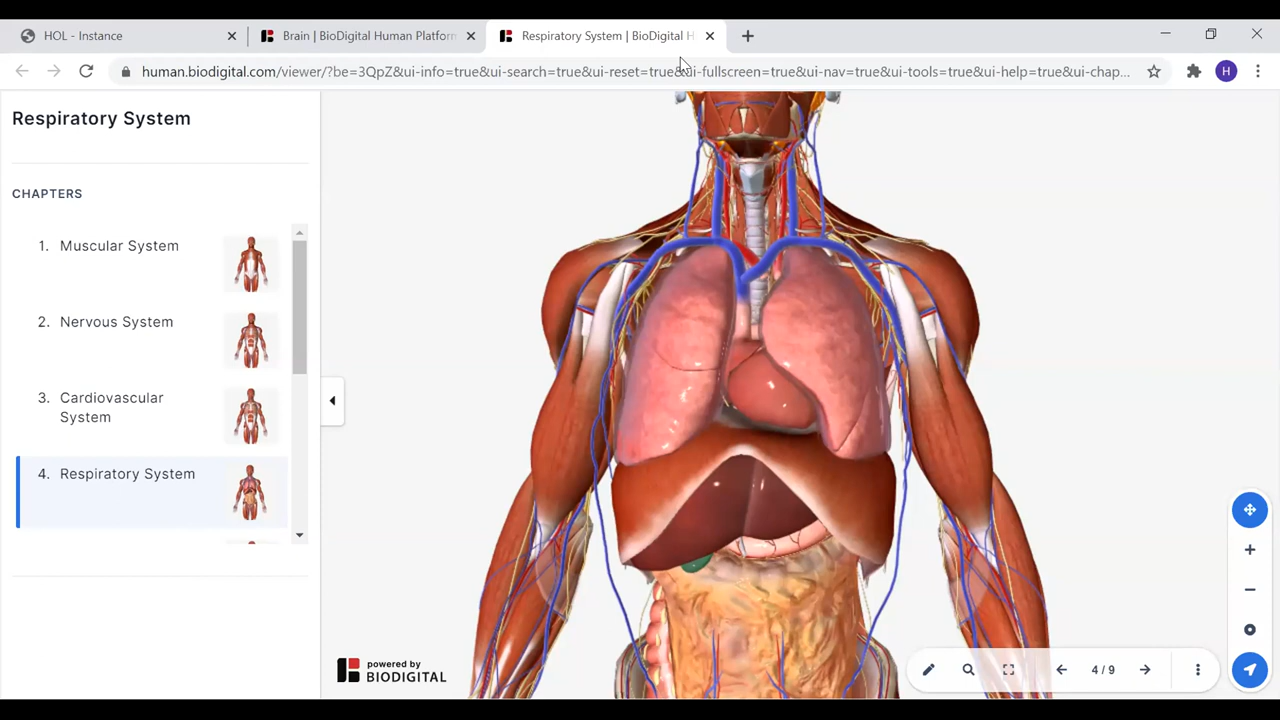 HOL - Instance
Brain | BioDigital Human Platforn
Respiratory System | BioDigital H
human.biodigital.com/viewer/?be=3QpZ&ui-info=true&ui-search=true&ui-reset=true&ui-fullscreen=true&ui-nav=true&ui-tools=true&ui-help=true&ui-chap...
H
Respiratory System
CHAPTERS
1. Muscular System
2. Nervous System
3. Cardiovascular
System
4. Respiratory System
powered by
BIODIGITAL
4 / 9